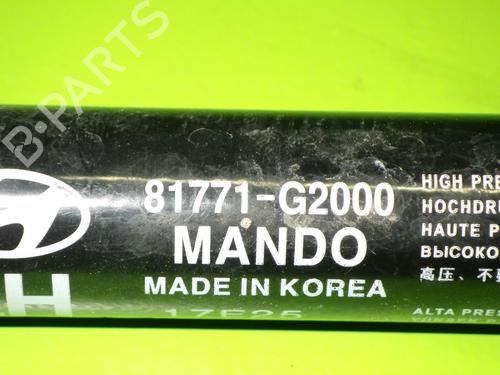 B-PARTS
81771-G2000
MANDO
MADE IN KOREA
H
HIGH PRE
HOCHDRU
HAUTE P
ВЫСОКО
高压、不
ALTA PRES